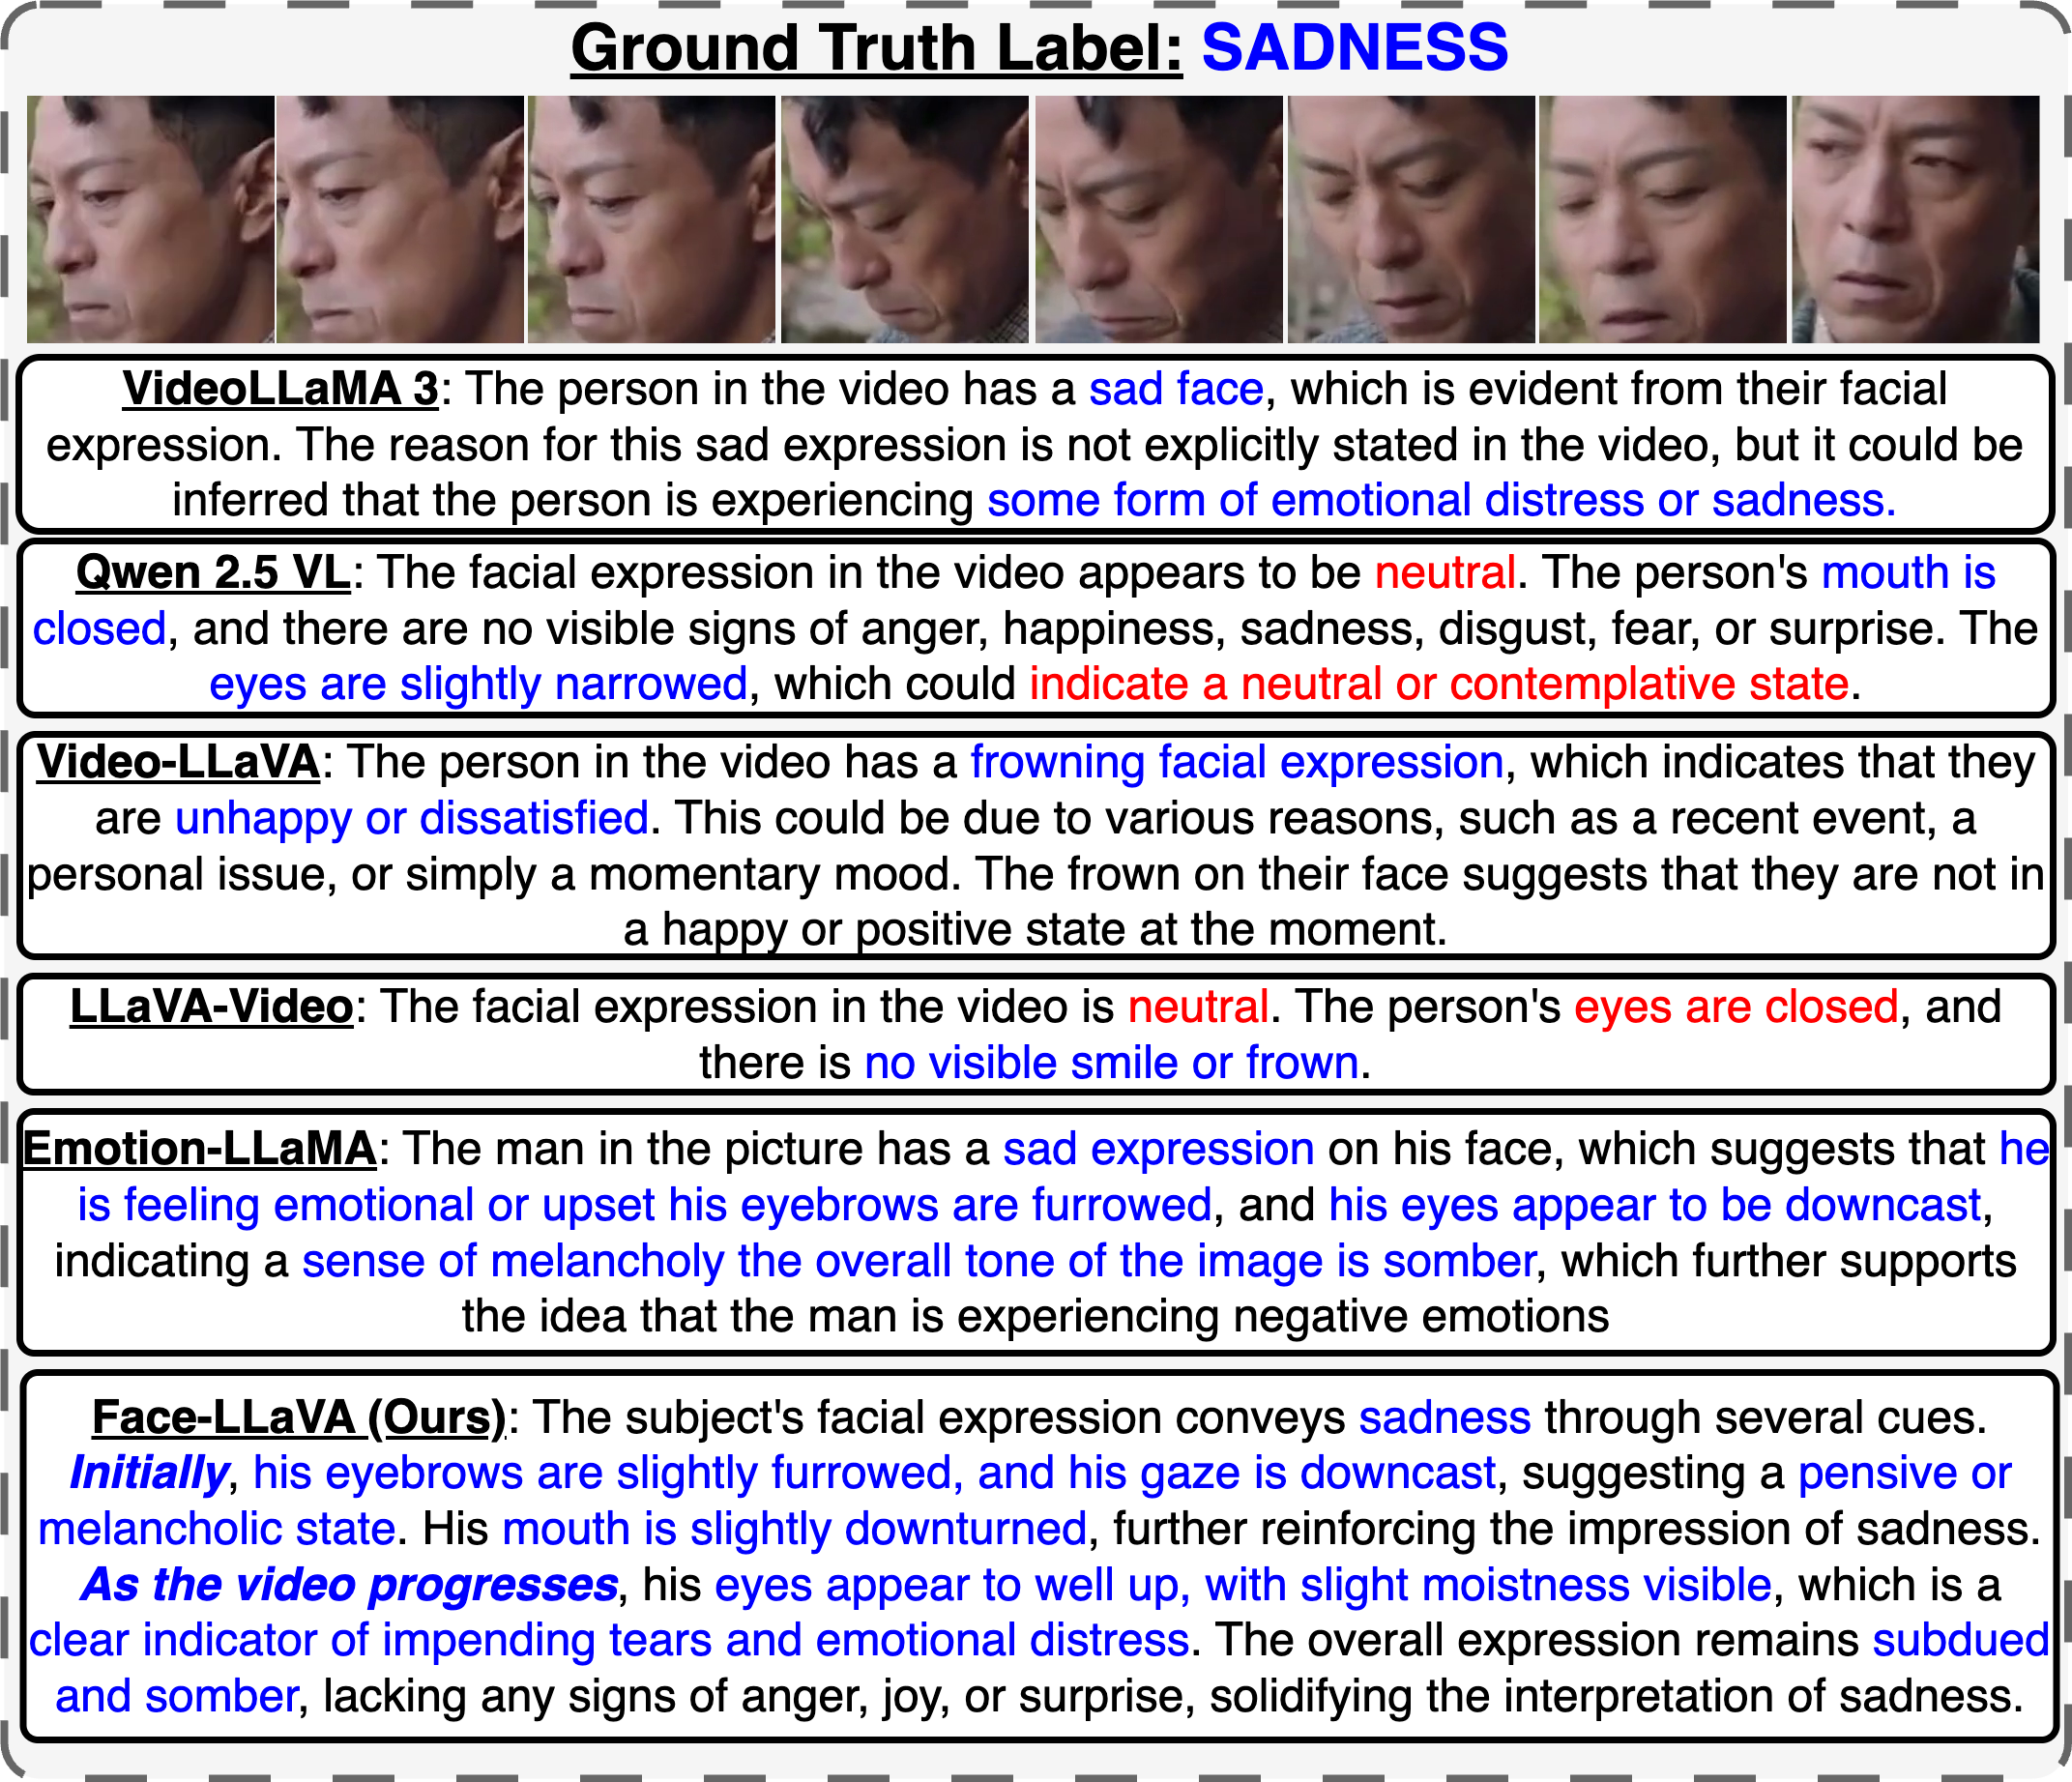 Ground Truth Label: SADNESS
VideoLLaMA 3: The person in the video has a sad face, which is evident from their facial
expression. The reason for this sad expression is not explicitly stated in the video, but it could be
inferred that the person is experiencing some form of emotional distress or sadness.
Qwen 2.5 VL: The facial expression in the video appears to be neutral. The person's mouth is
closed, and there are no visible signs of anger, happiness, sadness, disgust, fear, or surprise. The
eyes are slightly narrowed, which could indicate a neutral or contemplative state.
Video-LLaVA: The person in the video has a frowning facial expression, which indicates that they
are unhappy or dissatisfied. This could be due to various reasons, such as a recent event, a
personal issue, or simply a momentary mood. The frown on their face suggests that they are not in
a happy or positive state at the moment.
LLaVA-Video: The facial expression in the video is neutral. The person's eyes are closed, and
there is no visible smile or frown.
Emotion-LLaMA: The man in the picture has a sad expression on his face, which suggests that he
is feeling emotional or upset his eyebrows are furrowed, and his eyes appear to be downcast,
indicating a sense of melancholy the overall tone of the image is somber, which further supports
the idea that the man is experiencing negative emotions
Face-LLaVA (Ours): The subject's facial expression conveys sadness through several cues.
Initially, his eyebrows are slightly furrowed, and his gaze is downcast, suggesting a pensive or
melancholic state. His mouth is slightly downturned, further reinforcing the impression of sadness.
As the video progresses, his eyes appear to well up, with slight moistness visible, which is a
clear indicator of impending tears and emotional distress. The overall expression remains subdued
and somber, lacking any signs of anger, joy, or surprise, solidifying the interpretation of sadness.